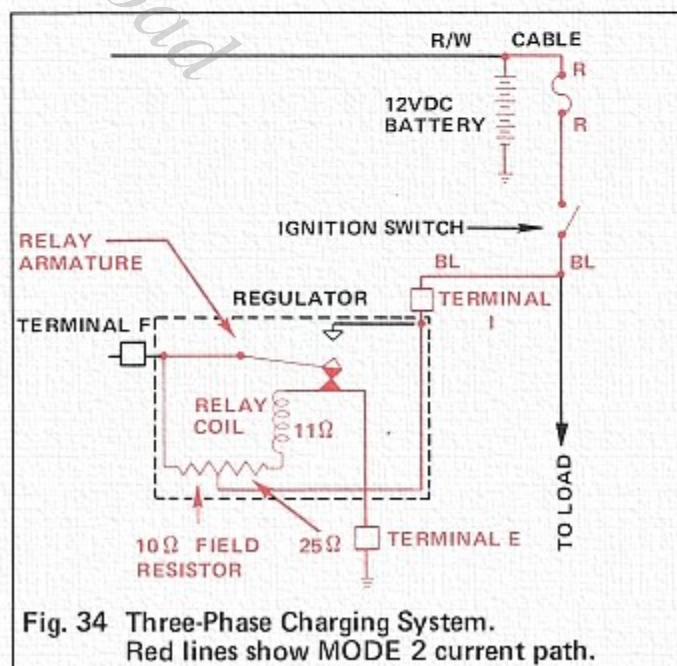 oad
R/W CABLE
R
12VDC
BATTERY
R
IGNITION SWITCH
RELAY
ARMATURE
BL BL
REGULATOR
TERMINAL
I
TERMINAL F
RELAY
COIL
11Ω
TO LOAD
10Ω FIELD
RESISTOR
25Ω
TERMINAL E
Fig. 34 Three-Phase Charging System.
Red lines show MODE 2 current path.